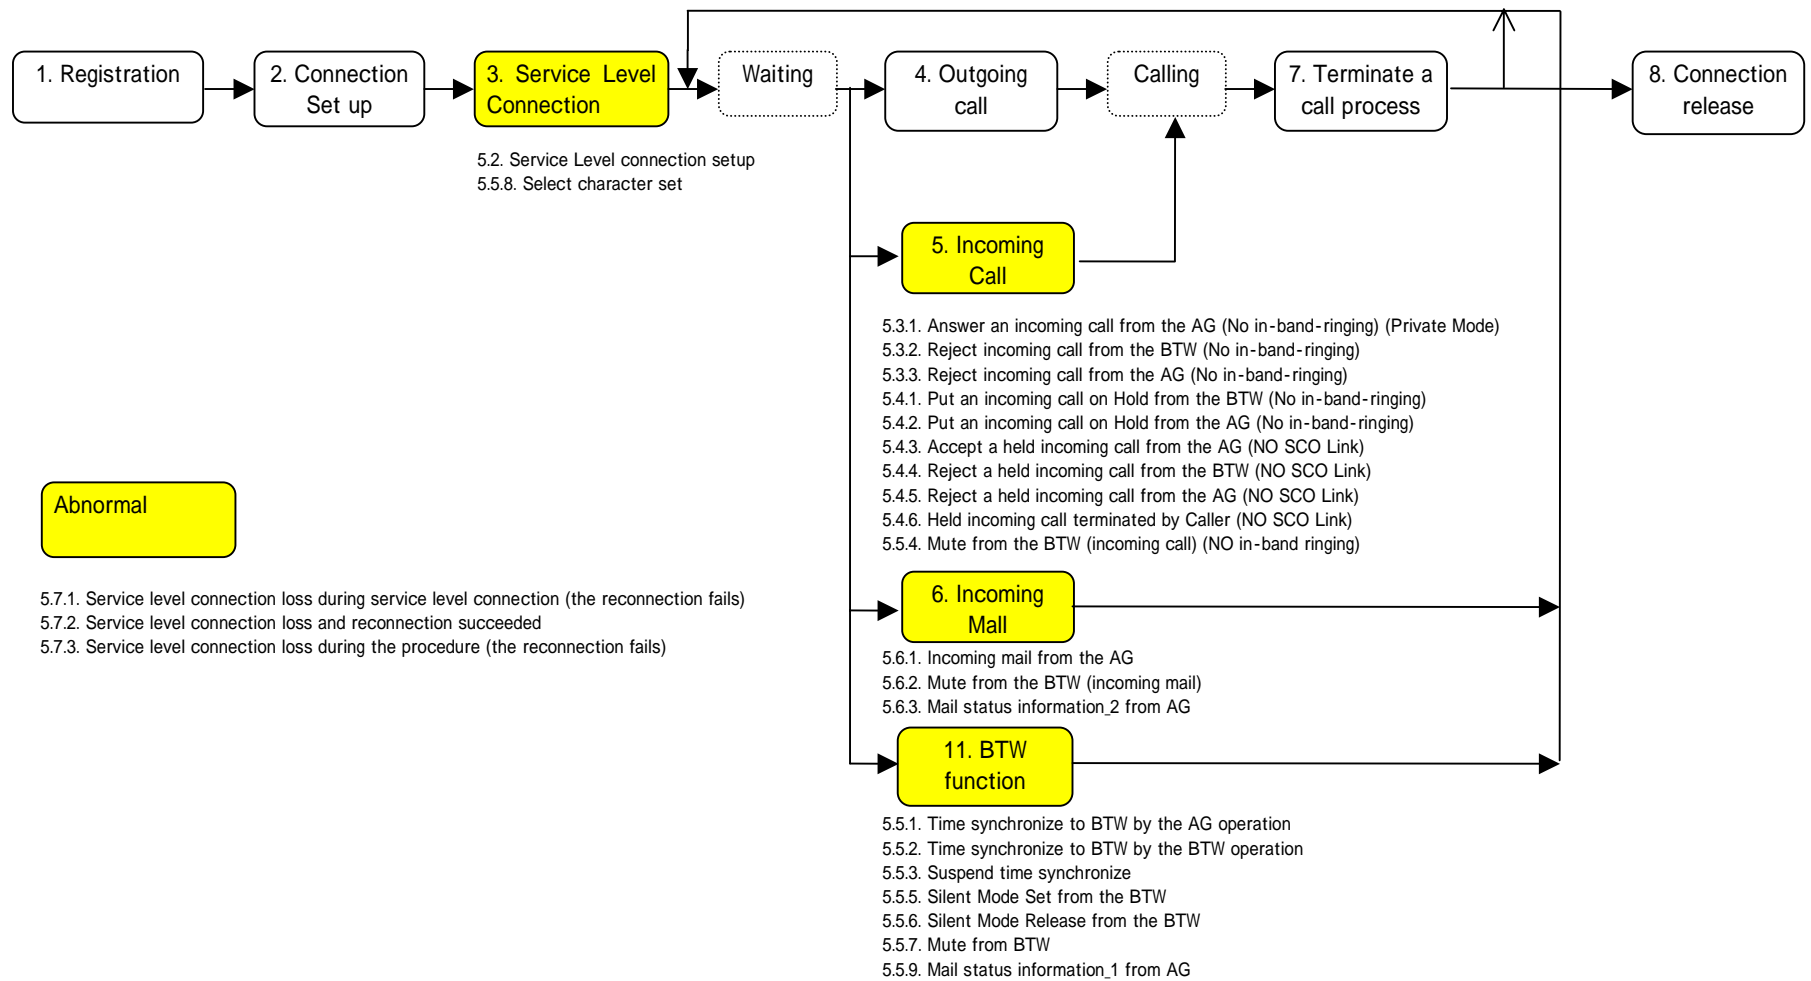 1. Registration
2. Connection
Set up
3. Service Level
Connection
Waiting
4. Outgoing
call
Calling
7. Terminate a
call process
8. Connection
release
5.2. Service Level connection setup
5.5.8. Select character set
5. Incoming
Call
5.3.1. Answer an incoming call from the AG (No in-band-ringing) (Private Mode)
5.3.2. Reject incoming call from the BTW (No in-band-ringing)
5.3.3. Reject incoming call from the AG (No in-band-ringing)
5.4.1. Put an incoming call on Hold from the BTW (No in-band-ringing)
5.4.2. Put an incoming call on Hold from the AG (No in-band-ringing)
5.4.3. Accept a held incoming call from the AG (NO SCO Link)
5.4.4. Reject a held incoming call from the BTW (NO SCO Link)
5.4.5. Reject a held incoming call from the AG (NO SCO Link)
5.4.6. Held incoming call terminated by Caller (NO SCO Link)
5.5.4. Mute from the BTW (incoming call) (NO in-band ringing)
Abnormal
5.7.1. Service level connection loss during service level connection (the reconnection fails)
5.7.2. Service level connection loss and reconnection succeeded
5.7.3. Service level connection loss during the procedure (the reconnection fails)
6. Incoming
Mall
5.6.1. Incoming mail from the AG
5.6.2. Mute from the BTW (incoming mail)
5.6.3. Mail status information_2 from AG
11. BTW
function
5.5.1. Time synchronize to BTW by the AG operation
5.5.2. Time synchronize to BTW by the BTW operation
5.5.3. Suspend time synchronize
5.5.5. Silent Mode Set from the BTW
5.5.6. Silent Mode Release from the BTW
5.5.7. Mute from BTW
5.5.9. Mail status information_1 from AG